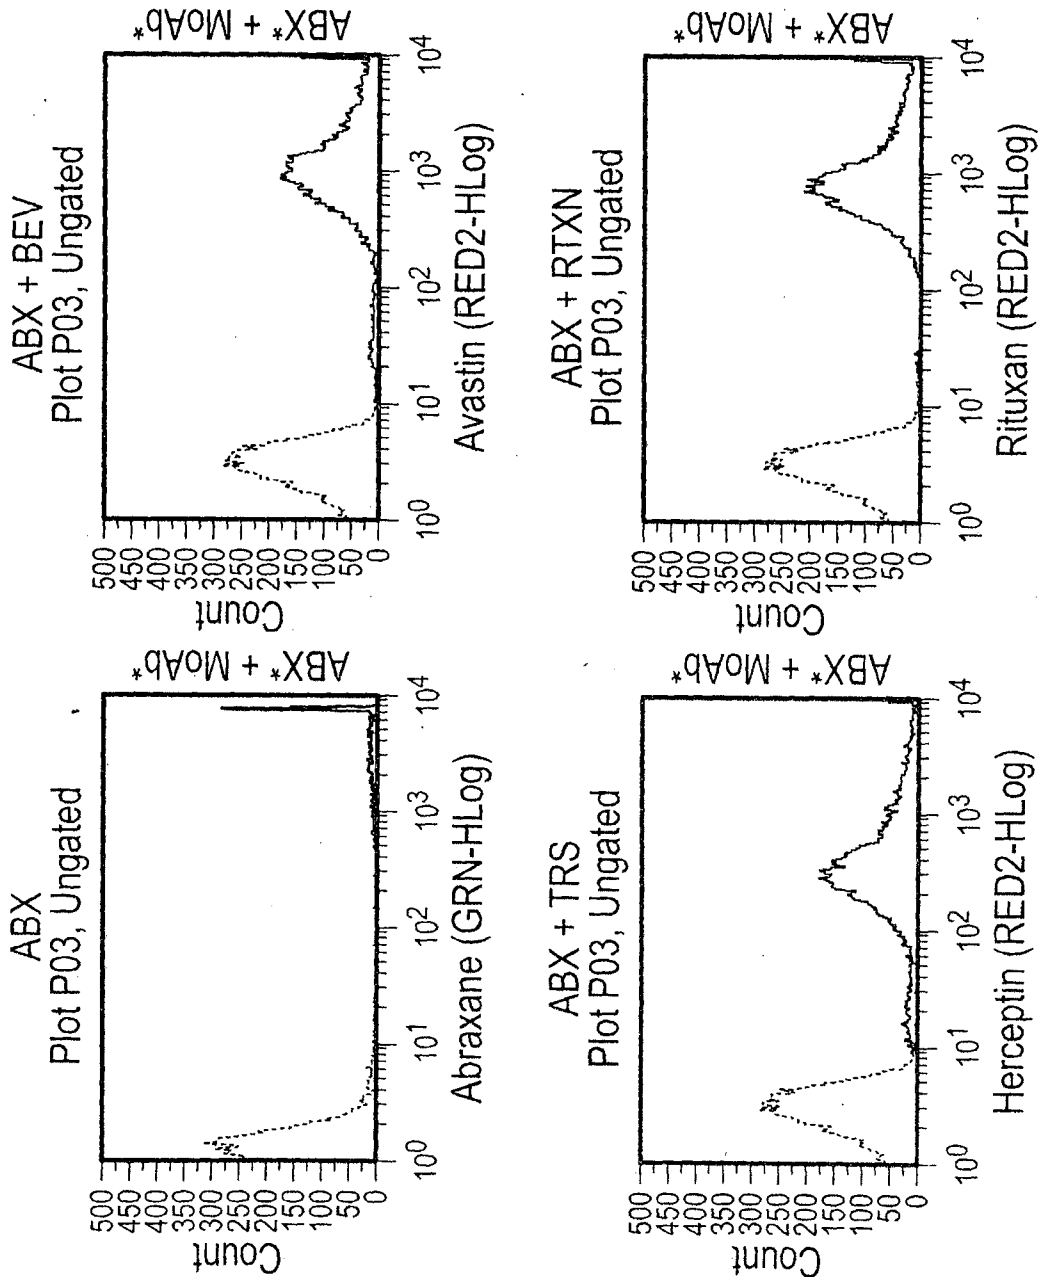 ABX
Plot P03, Ungated
Count
500
450
400
350
300
250
200
150
100
50
0
10⁰ 10¹ 10² 10³ 10⁴
Abraxane (GRN-HLog)
ABX* + MoAb*
ABX + BEV
Plot P03, Ungated
Count
500
450
400
350
300
250
200
150
100
50
0
10⁰ 10¹ 10² 10³ 10⁴
Avastin (RED2-HLog)
ABX* + MoAb*
ABX + TRS
Plot P03, Ungated
Count
500
450
400
350
300
250
200
150
100
50
0
10⁰ 10¹ 10² 10³ 10⁴
Herceptin (RED2-HLog)
ABX* + MoAb*
ABX + RTXN
Plot P03, Ungated
Count
500
450
400
350
300
250
200
150
100
50
0
10⁰ 10¹ 10² 10³ 10⁴
Rituxan (RED2-HLog)
ABX* + MoAb*